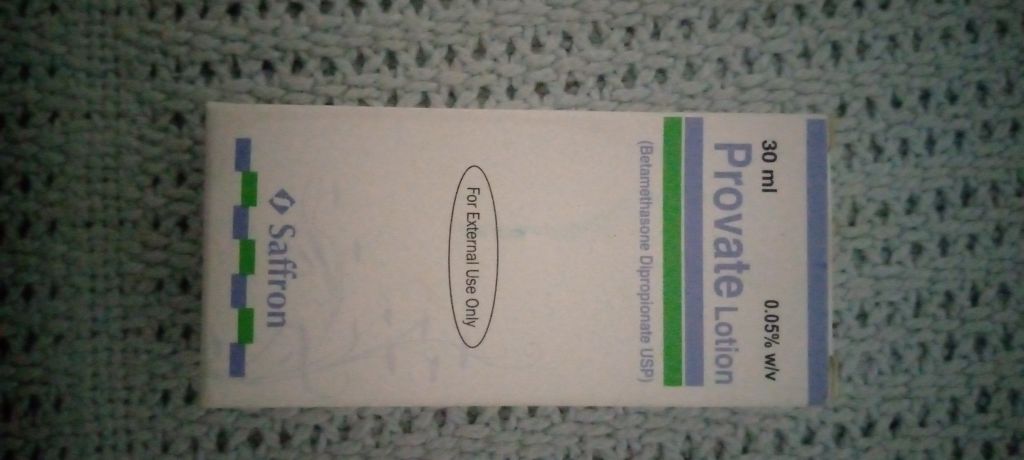 30 ml 0.05% w/v
Provate Lotion
(Betamethasone Dipropionate USP)
For External Use Only
Saffron